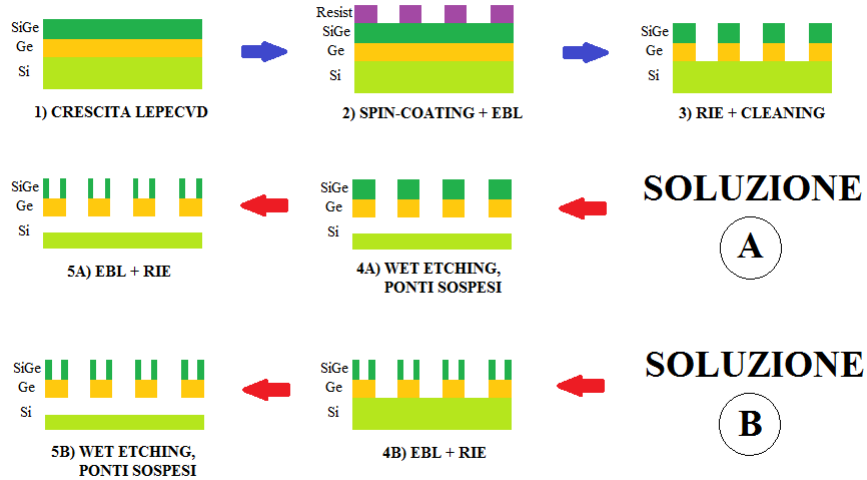 SiGe
Ge
Si
1) CRESCITA LEPECVD
Resist
SiGe
Ge
Si
2) SPIN-COATING + EBL
SiGe
Ge
Si
3) RIE + CLEANING
SOLUZIONE
A
SiGe
Ge
Si
4A) WET ETCHING,
PONTI SOSPESI
SiGe
Ge
Si
5A) EBL + RIE
SOLUZIONE
B
SiGe
Ge
Si
4B) EBL + RIE
SiGe
Ge
Si
5B) WET ETCHING,
PONTI SOSPESI